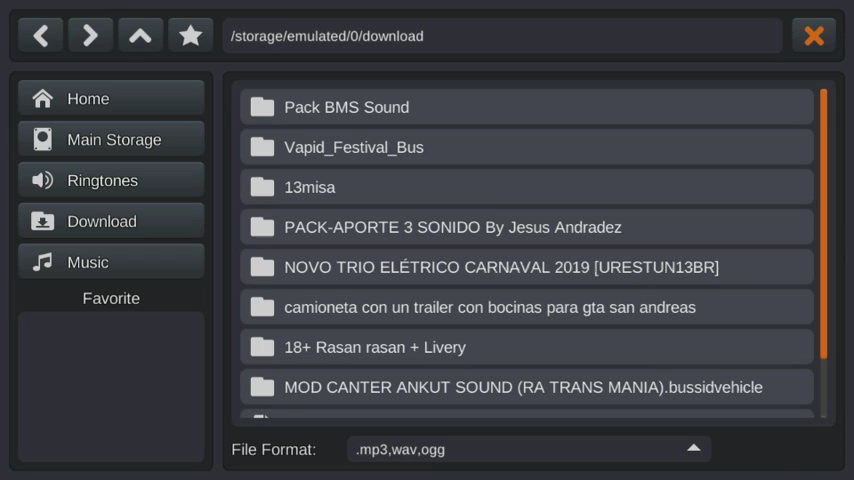 /storage/emulated/0/download
Home
Main Storage
Ringtones
Download
Music
Favorite
Pack BMS Sound
Vapid_Festival_Bus
13misa
PACK-APORTE 3 SONIDO By Jesus Andradez
NOVO TRIO ELÉTRICO CARNAVAL 2019 [URESTUN13BR]
camioneta con un trailer con bocinas para gta san andreas
18+ Rasan rasan + Livery
MOD CANTER ANKUT SOUND (RA TRANS MANIA).bussidvehicle
File Format:
.mp3,wav,ogg